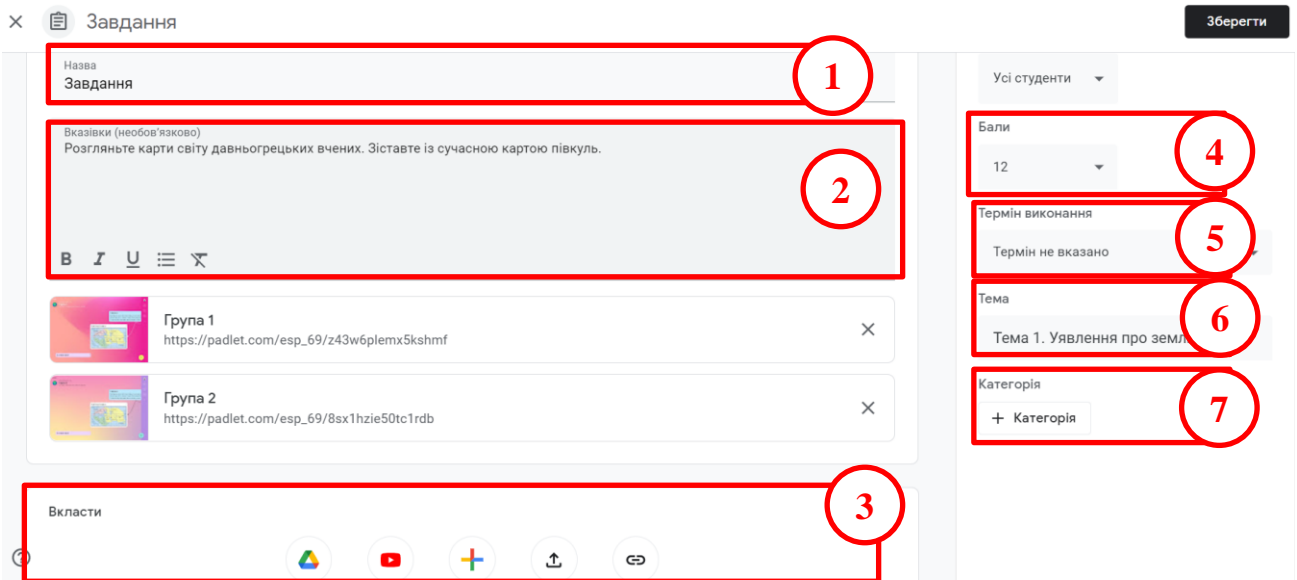 Завдання
Зберегти
Назва
Завдання
1
Вказівки (необов'язково)
Розгляньте карти світу давньогрецьких вчених. Зіставте із сучасною картою півкуль.
2
B I U
Група 1
https://padlet.com/esp_69/z43w6plemx5kshmf
Група 2
https://padlet.com/esp_69/8sx1hzie50tc1rdb
Вкласти
3
Усі студенти
Бали
12
4
Термін виконання
Термін не вказано
5
Тема
Тема 1. Уявлення про земл
6
Категорія
+ Категорія
7